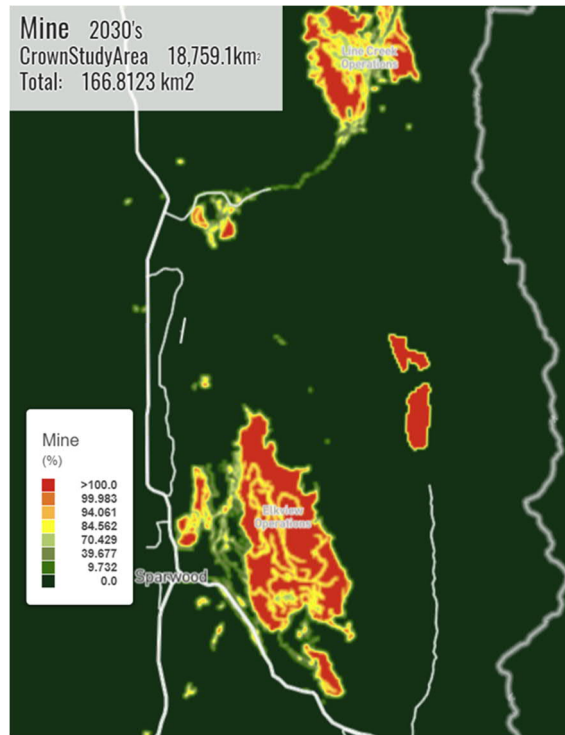 Mine 2030's
CrownStudyArea 18,759.1km²
Total: 166.8123 km2
Line Creek
Operations
Mine
(%)
>100.0
99.983
94.061
84.562
70.429
39.677
9.732
0.0
Elkview
Operations
Sparwood